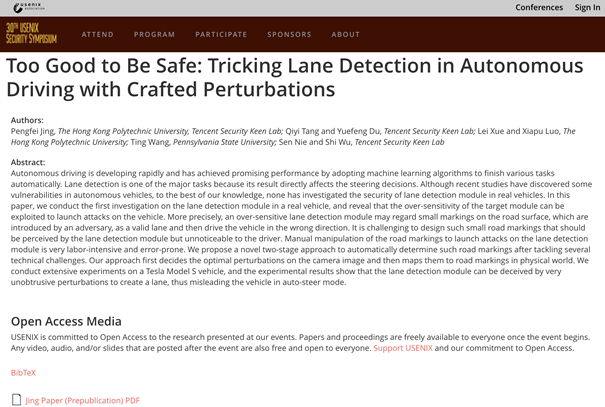 usenix
Conferences Sign In
30TH USENIX
SECURITY SYMPOSIUM
ATTEND PROGRAM PARTICIPATE SPONSORS ABOUT
Too Good to Be Safe: Tricking Lane Detection in Autonomous
Driving with Crafted Perturbations
Authors:
Pengfei Jing, The Hong Kong Polytechnic University, Tencent Security Keen Lab; Qiyi Tang and Yuefeng Du, Tencent Security Keen Lab; Lei Xue and Xiapu Luo, The
Hong Kong Polytechnic University; Ting Wang, Pennsylvania State University; Sen Nie and Shi Wu, Tencent Security Keen Lab
Abstract:
Autonomous driving is developing rapidly and has achieved promising performance by adopting machine learning algorithms to finish various tasks
automatically. Lane detection is one of the major tasks because its result directly affects the steering decisions. Although recent studies have discovered some
vulnerabilities in autonomous vehicles, to the best of our knowledge, none has investigated the security of lane detection module in real vehicles. In this
paper, we conduct the first investigation on the lane detection module in a real vehicle, and reveal that the over-sensitivity of the target module can be
exploited to launch attacks on the vehicle. More precisely, an over-sensitive lane detection module may regard small markings on the road surface, which are
introduced by an adversary, as a valid lane and then drive the vehicle in the wrong direction. It is challenging to design such small road markings that should
be perceived by the lane detection module but unnoticeable to the driver. Manual manipulation of the road markings to launch attacks on the lane detection
module is very labor-intensive and error-prone. We propose a novel two-stage approach to automatically determine such road markings after tackling several
technical challenges. Our approach first decides the optimal perturbations on the camera image and then maps them to road markings in physical world. We
conduct extensive experiments on a Tesla Model S vehicle, and the experimental results show that the lane detection module can be deceived by very
unobtrusive perturbations to create a lane, thus misleading the vehicle in auto-steer mode.
Open Access Media
USENIX is committed to Open Access to the research presented at our events. Papers and proceedings are freely available to everyone once the event begins.
Any video, audio, and/or slides that are posted after the event are also free and open to everyone. Support USENIX and our commitment to Open Access.
BibTeX
Jing Paper (Prepublication) PDF